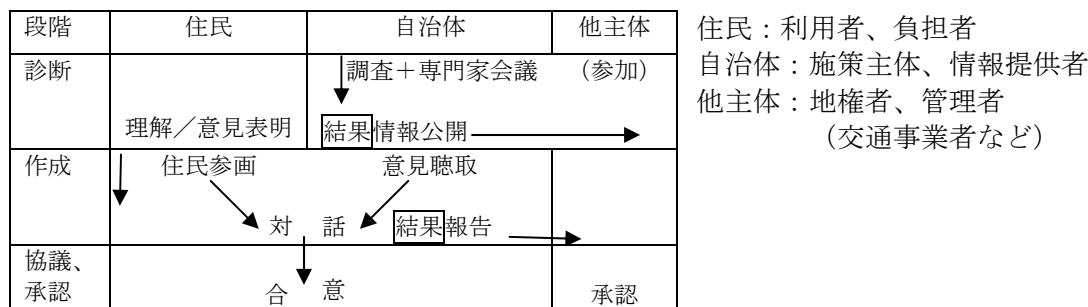 段階 住民 自治体 他主体
診断 調査＋専門家会議 （参加）
理解／意見表明 結果情報公開
作成 住民参画 意見聴取
対 話 結果報告
協議、
承認 合 意 承認
住民：利用者、負担者
自治体：施策主体、情報提供者
他主体：地権者、管理者
（交通事業者など）